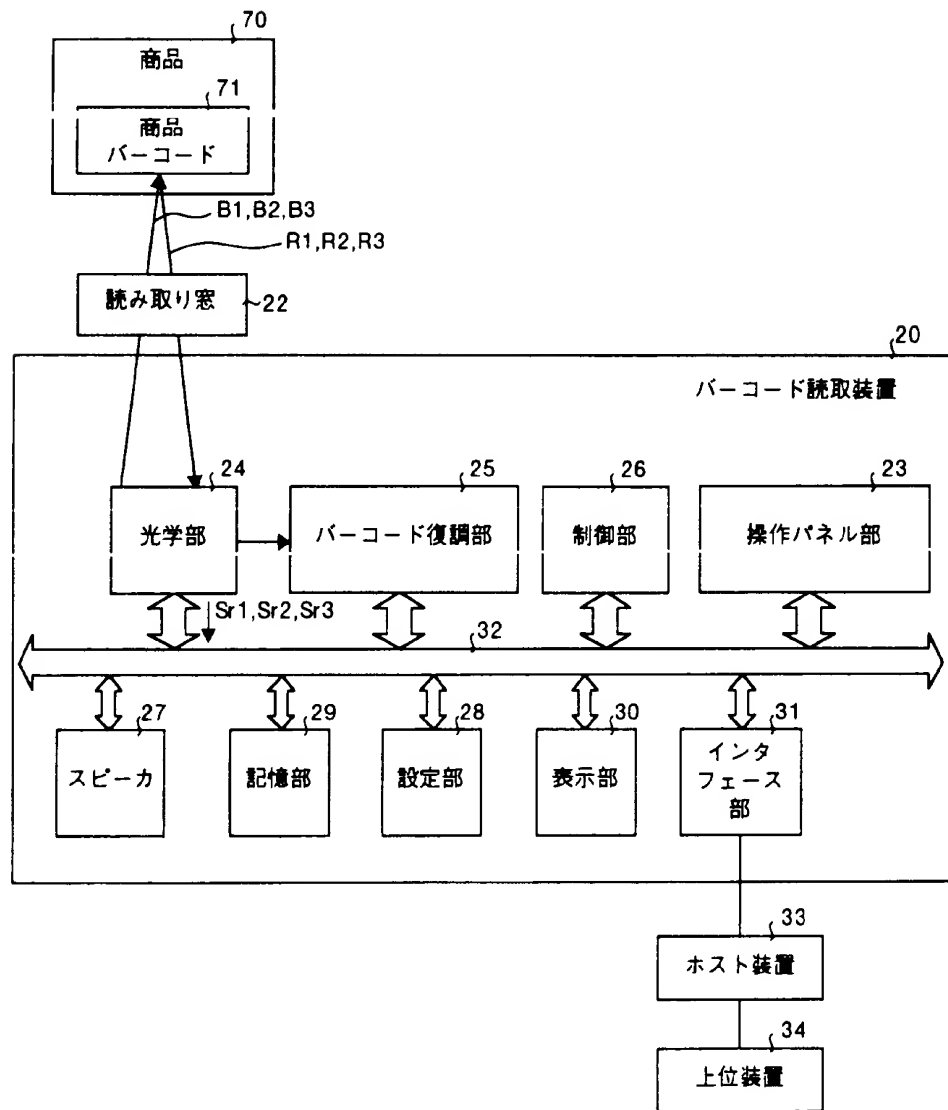 70
商品
71
商品
バーコード
B1,B2,B3
R1,R2,R3
読み取り窓
22
20
バーコード読取装置
24
25
26
23
光学部
バーコード復調部
制御部
操作パネル部
Sr1,Sr2,Sr3
32
27
29
28
30
31
スピーカ
記憶部
設定部
表示部
インタ
フェース
部
33
ホスト装置
34
上位装置